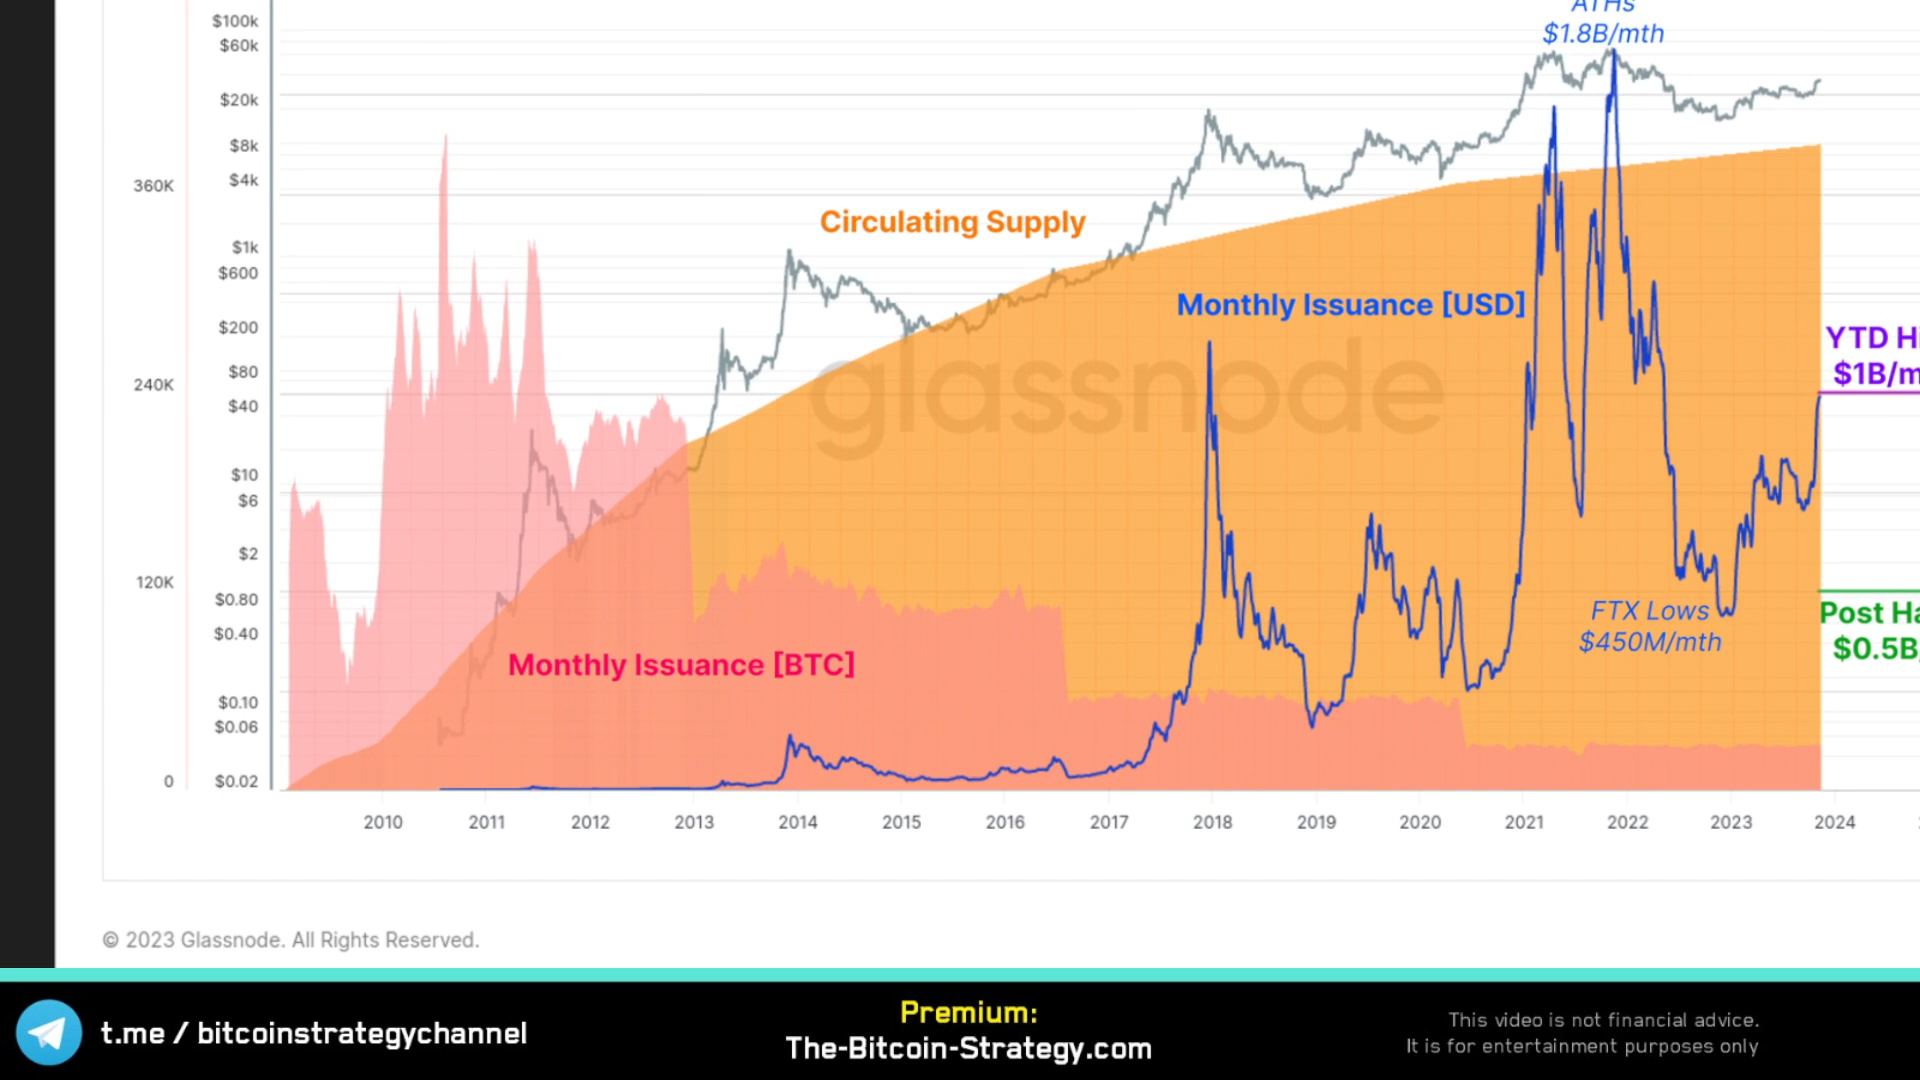 ATHs
$1.8B/mth
$100k
$60k
$20k
$8k
$4k
$1k
$600
$200
$80
$40
$10
$6
$2
$0.80
$0.40
$0.10
$0.06
$0.02
360K
240K
120K
0
Circulating Supply
Monthly Issuance [USD]
glassnode
YTD Hi
$1B/m
FTX Lows
$450M/mth
Post Ha
$0.5B
Monthly Issuance [BTC]
2010 2011 2012 2013 2014 2015 2016 2017 2018 2019 2020 2021 2022 2023 2024
© 2023 Glassnode. All Rights Reserved.
t.me / bitcoinstrategychannel
Premium:
The-Bitcoin-Strategy.com
This video is not financial advice.
It is for entertainment purposes only